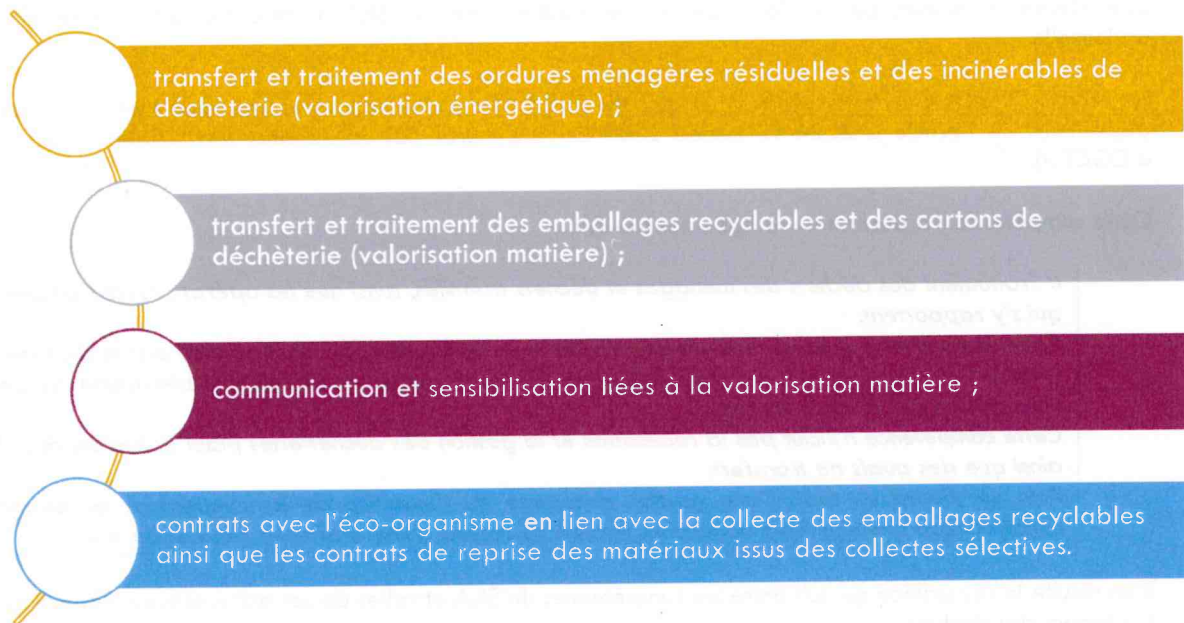 transfert et traitement des ordures ménagères résiduelles et des incinérables de
déchèterie (valorisation énergétique) ;
transfert et traitement des emballages recyclables et des cartons de
déchèterie (valorisation matière) ;
communication et sensibilisation liées à la valorisation matière ;
contrats avec l'éco-organisme en lien avec la collecte des emballages recyclables
ainsi que les contrats de reprise des matériaux issus des collectes sélectives.